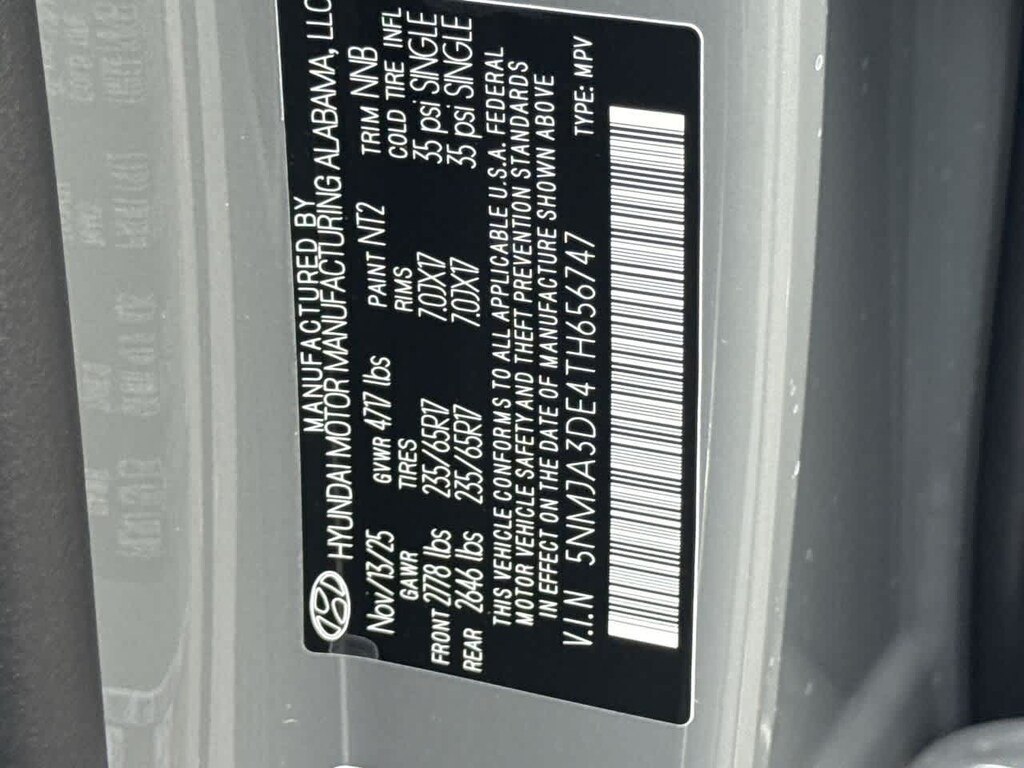 MANUFACTURED BY
HYUNDAI MOTOR MANUFACTURING ALABAMA, LLC
Nov/13/25 GVWR 4717 lbs PAINT NT2 TRIM NNB
GAWR TIRES RIMS COLD TIRE INFL
FRONT 2778 lbs 235/65R17 7.0JX17 35 psi SINGLE
REAR 2646 lbs 235/65R17 7.0JX17 35 psi SINGLE
THIS VEHICLE CONFORMS TO ALL APPLICABLE U.S.A. FEDERAL
MOTOR VEHICLE SAFETY AND THEFT PREVENTION STANDARDS
IN EFFECT ON THE DATE OF MANUFACTURE SHOWN ABOVE
V.I.N 5NMJA3DE4TH656747 TYPE: MPV